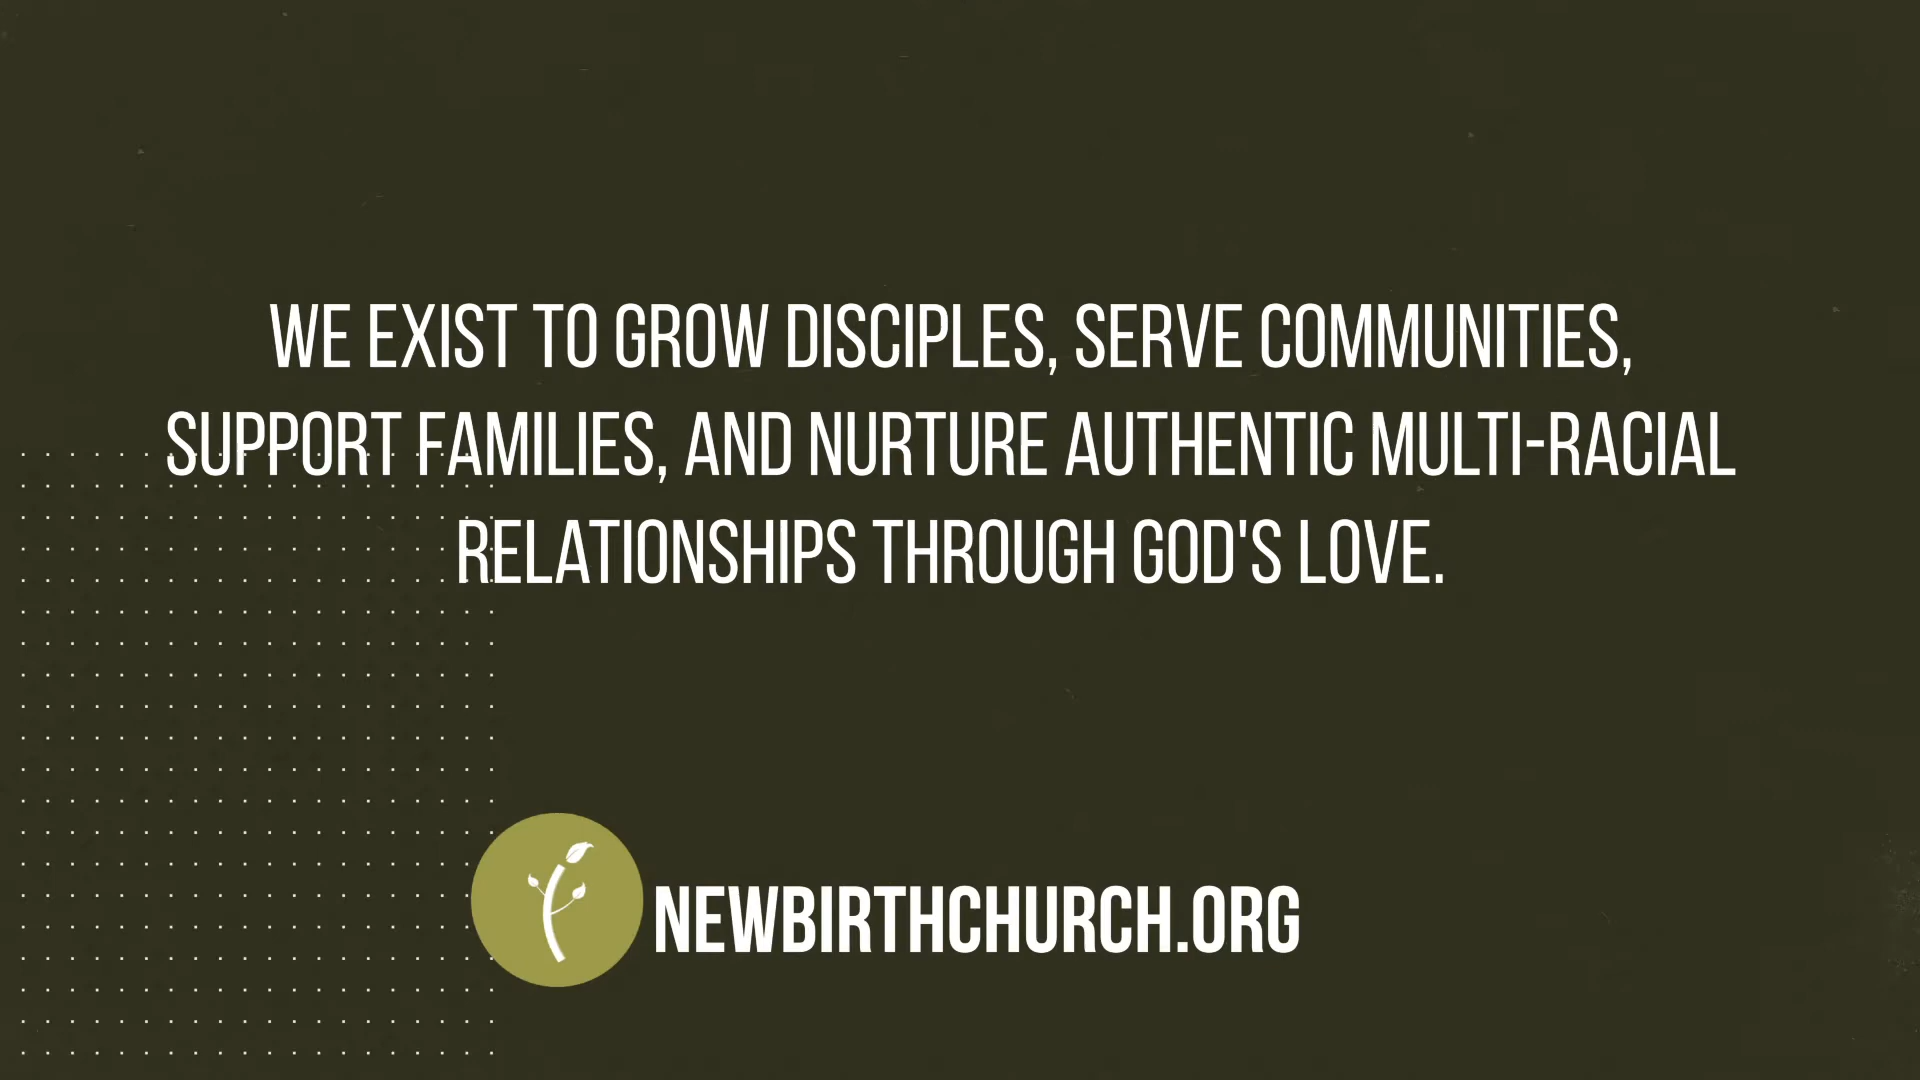 WE EXIST TO GROW DISCIPLES, SERVE COMMUNITIES,
SUPPORT FAMILIES, AND NURTURE AUTHENTIC MULTI-RACIAL
RELATIONSHIPS THROUGH GOD'S LOVE.
NEWBIRTHCHURCH.ORG